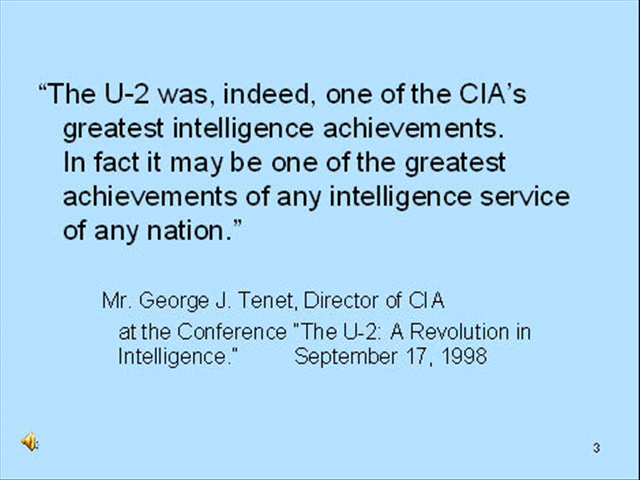 “The U-2 was, indeed, one of the CIA’s
greatest intelligence achievements.
In fact it may be one of the greatest
achievements of any intelligence service
of any nation.”
Mr. George J. Tenet, Director of CIA
at the Conference “The U-2: A Revolution in
Intelligence.” September 17, 1998
3